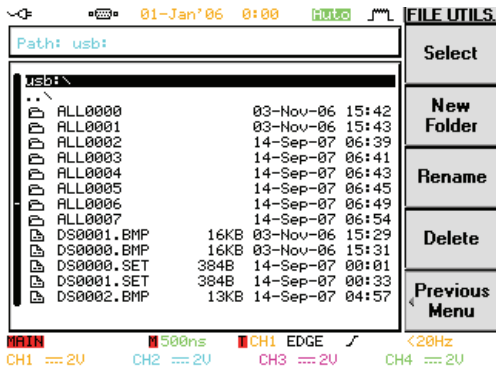 01-Jan'06 0:00 Auto FILE UTILS
Path: usb:
Select
usb:\
..\
ALL0000 03-Nov-06 15:42
ALL0001 03-Nov-06 15:43
ALL0002 14-Sep-07 06:39
ALL0003 14-Sep-07 06:41
ALL0004 14-Sep-07 06:43
ALL0005 14-Sep-07 06:45
ALL0006 14-Sep-07 06:49
ALL0007 14-Sep-07 06:54
DS0001.BMP 16KB 03-Nov-06 15:29
DS0000.BMP 16KB 03-Nov-06 15:31
DS0000.SET 384B 14-Sep-07 00:01
DS0001.SET 384B 14-Sep-07 00:33
DS0002.BMP 13KB 14-Sep-07 04:57
New
Folder
Rename
Delete
Previous
Menu
MAIN M 500ns T CH1 EDGE <20Hz
CH1 2V CH2 2V CH3 2V CH4 2V